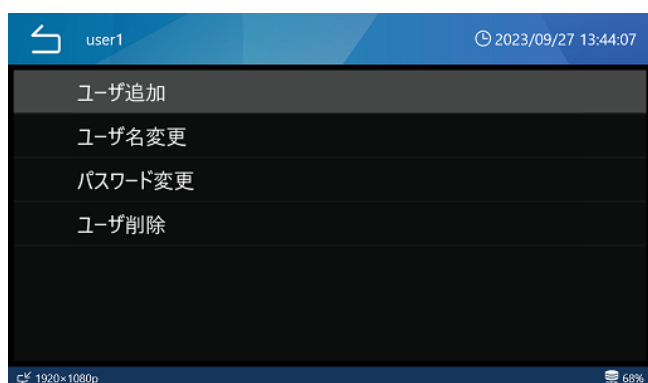 user1
2023/09/27 13:44:07
ユーザ追加
ユーザ名変更
パスワード変更
ユーザ削除
1920×1080p
68%